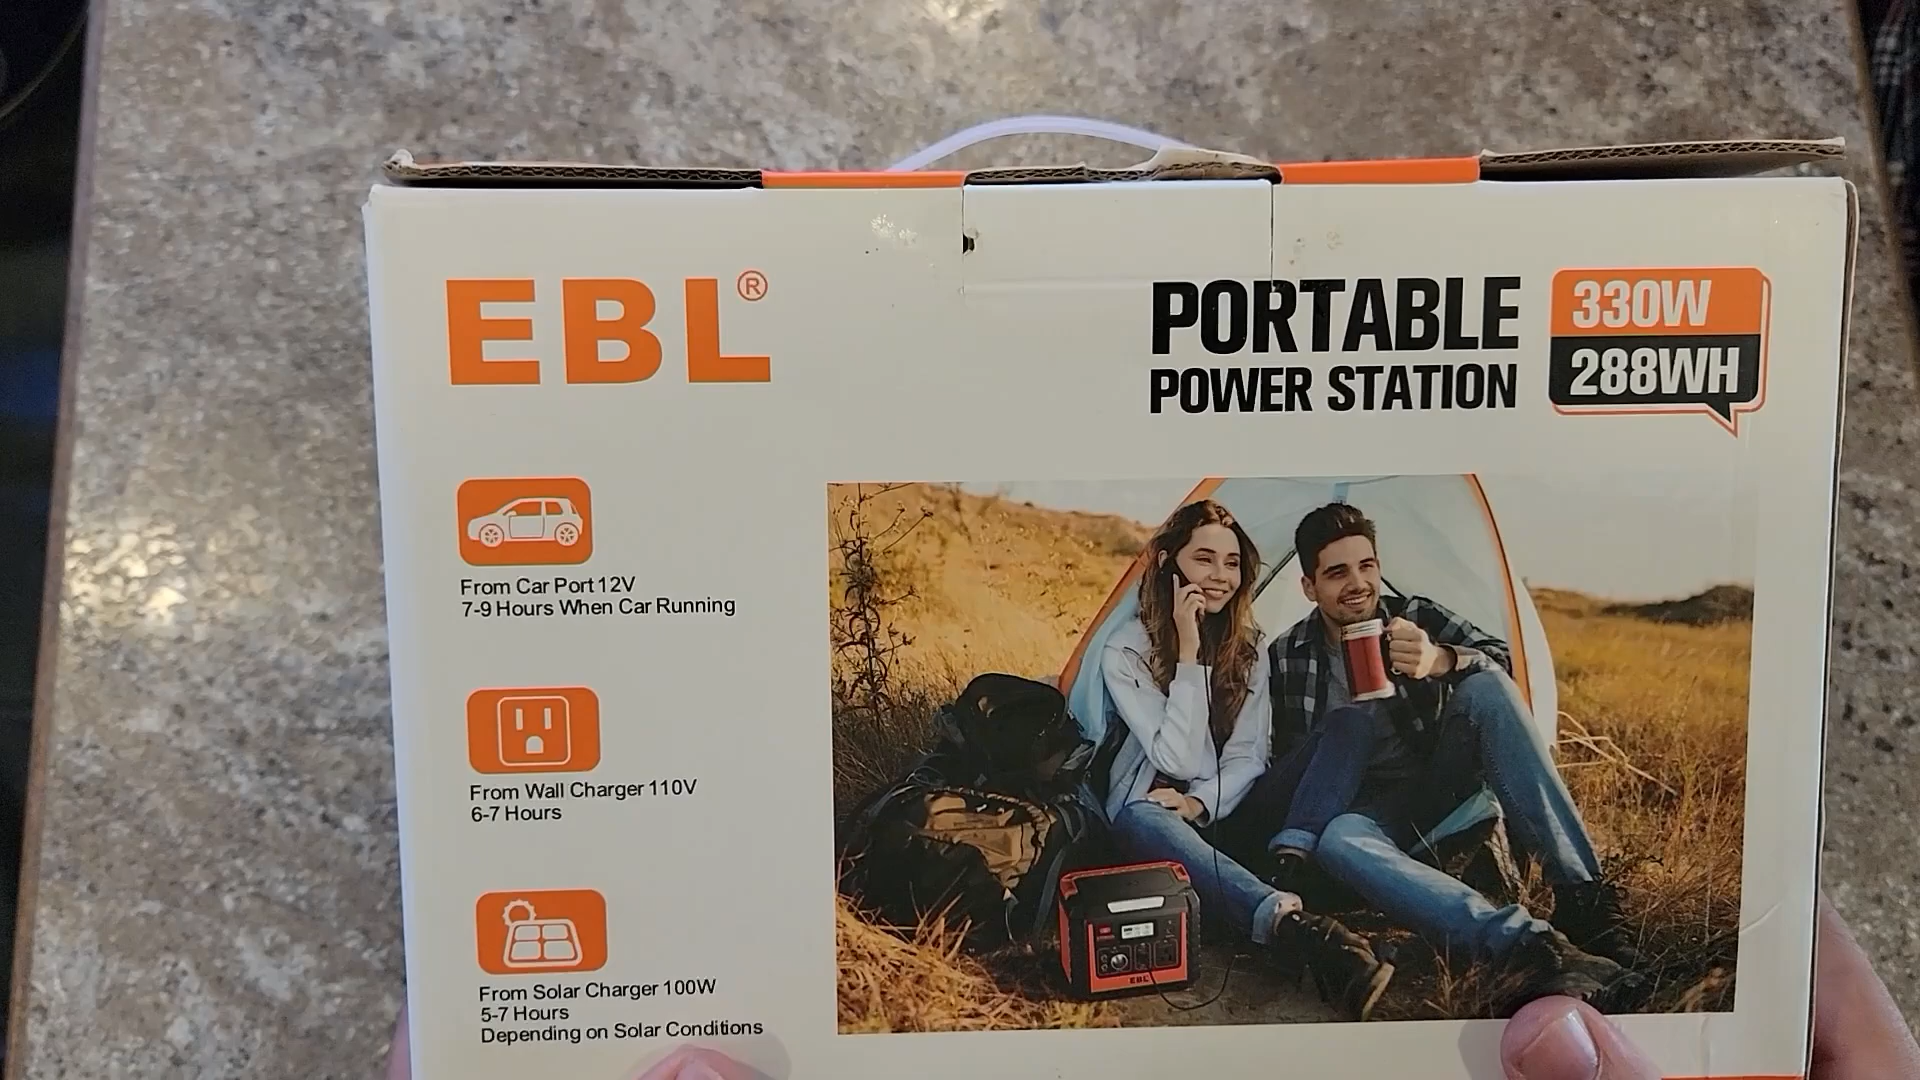 EBL®
PORTABLE
POWER STATION
330W
288WH
From Car Port 12V
7-9 Hours When Car Running
From Wall Charger 110V
6-7 Hours
From Solar Charger 100W
5-7 Hours
Depending on Solar Conditions
EBL